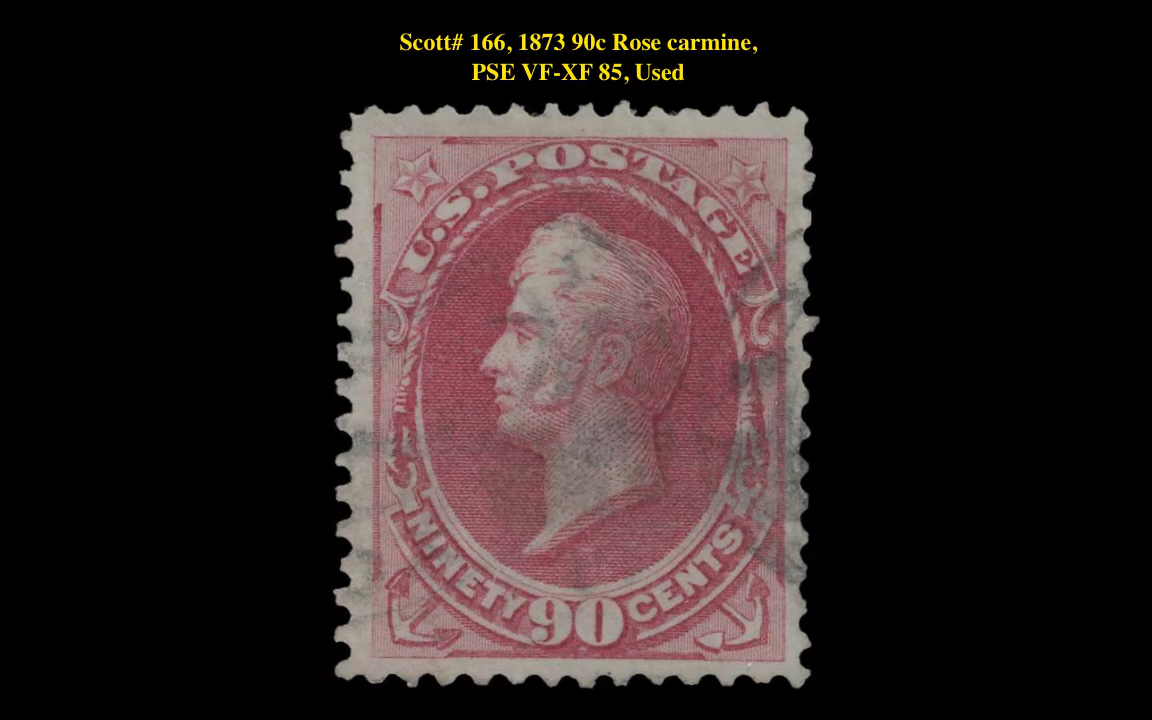 Scott# 166, 1873 90c Rose carmine,
PSE VF-XF 85, Used
U.S. POSTAGE
NINETY 90 CENTS